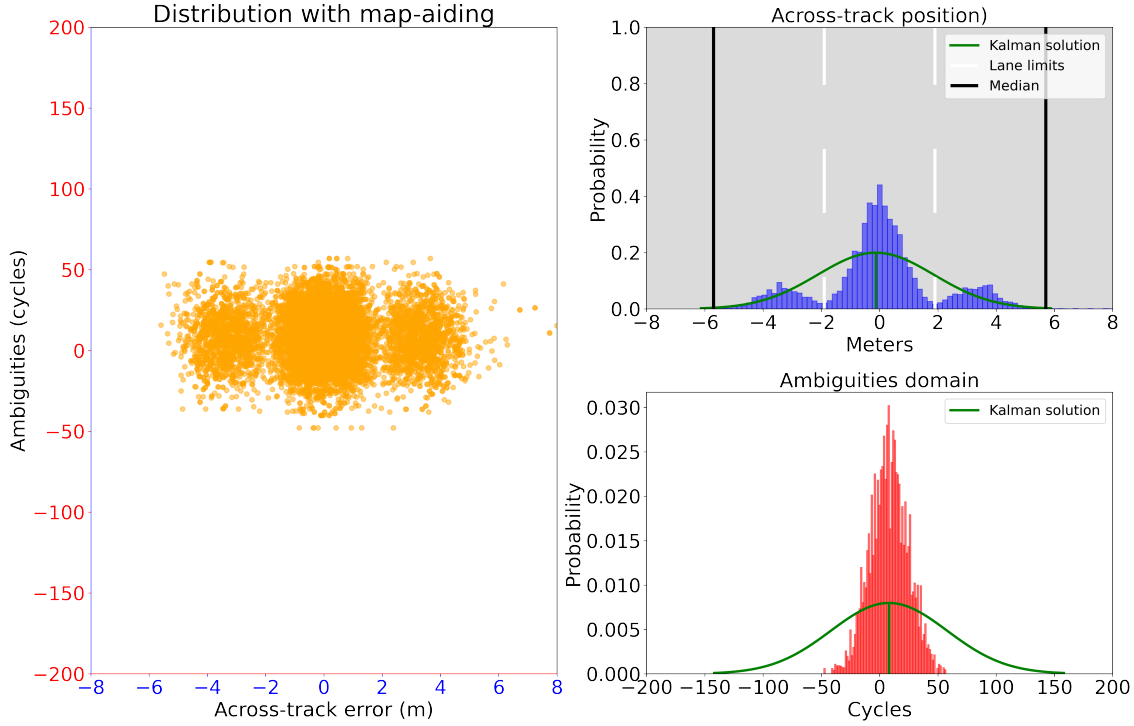 Distribution with map-aiding
200
150
100
50
0
−50
−100
−150
−200
Ambiguities (cycles)
−8 −6 −4 −2 0 2 4 6 8
Across-track error (m)
Across-track position)
Kalman solution
Lane limits
Median
1.0
0.8
0.6
0.4
0.2
0.0
Probability
−8 −6 −4 −2 0 2 4 6 8
Meters
Ambiguities domain
Kalman solution
0.030
0.025
0.020
0.015
0.010
0.005
0.000
Probability
−200 −150 −100 −50 0 50 100 150 200
Cycles